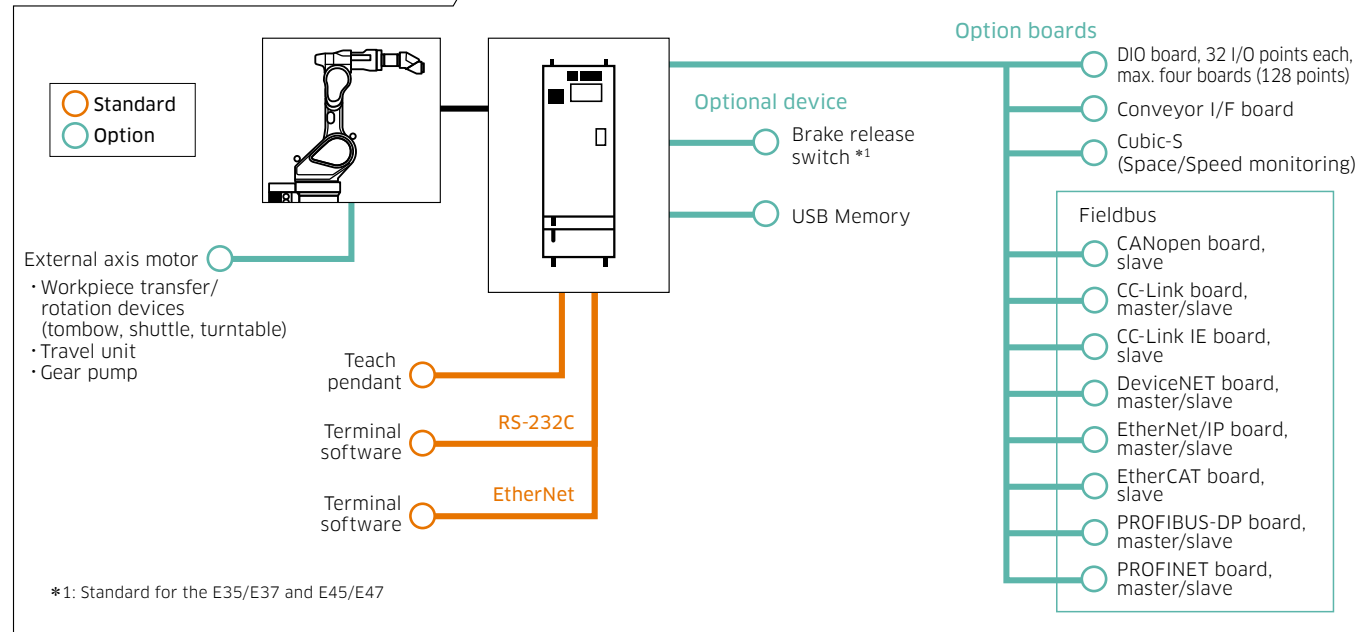 Standard
Option
External axis motor
・Workpiece transfer/
rotation devices
(tombow, shuttle, turntable)
・Travel unit
・Gear pump
Teach
pendant
RS-232C
Terminal
software
EtherNet
Terminal
software
Optional device
Brake release
switch *1
USB Memory
Option boards
DIO board, 32 I/O points each,
max. four boards (128 points)
Conveyor I/F board
Cubic-S
(Space/Speed monitoring)
Fieldbus
CANopen board,
slave
CC-Link board,
master/slave
CC-Link IE board,
slave
DeviceNET board,
master/slave
EtherNet/IP board,
master/slave
EtherCAT board,
slave
PROFIBUS-DP board,
master/slave
PROFINET board,
master/slave
*1: Standard for the E35/E37 and E45/E47